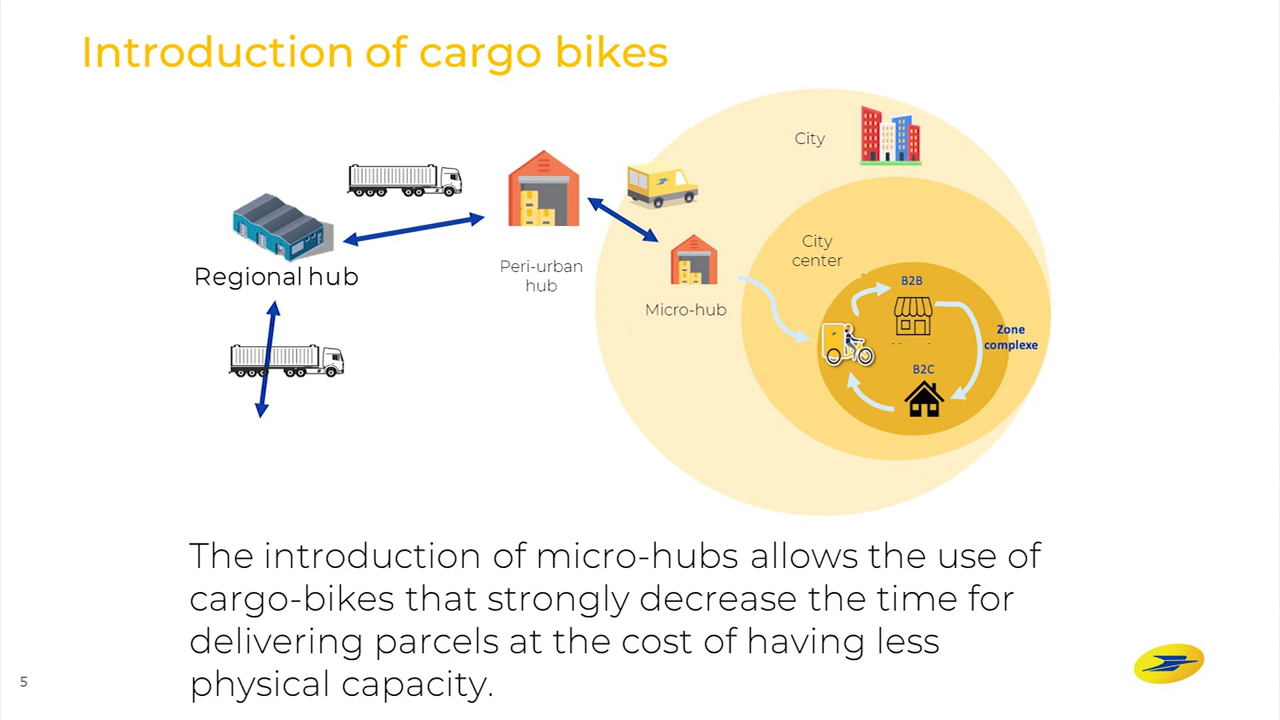 Introduction of cargo bikes
City
City
center
B2B
Regional hub
Peri-urban
hub
Micro-hub
Zone
complexe
B2C
The introduction of micro-hubs allows the use of
cargo-bikes that strongly decrease the time for
delivering parcels at the cost of having less
physical capacity.
5